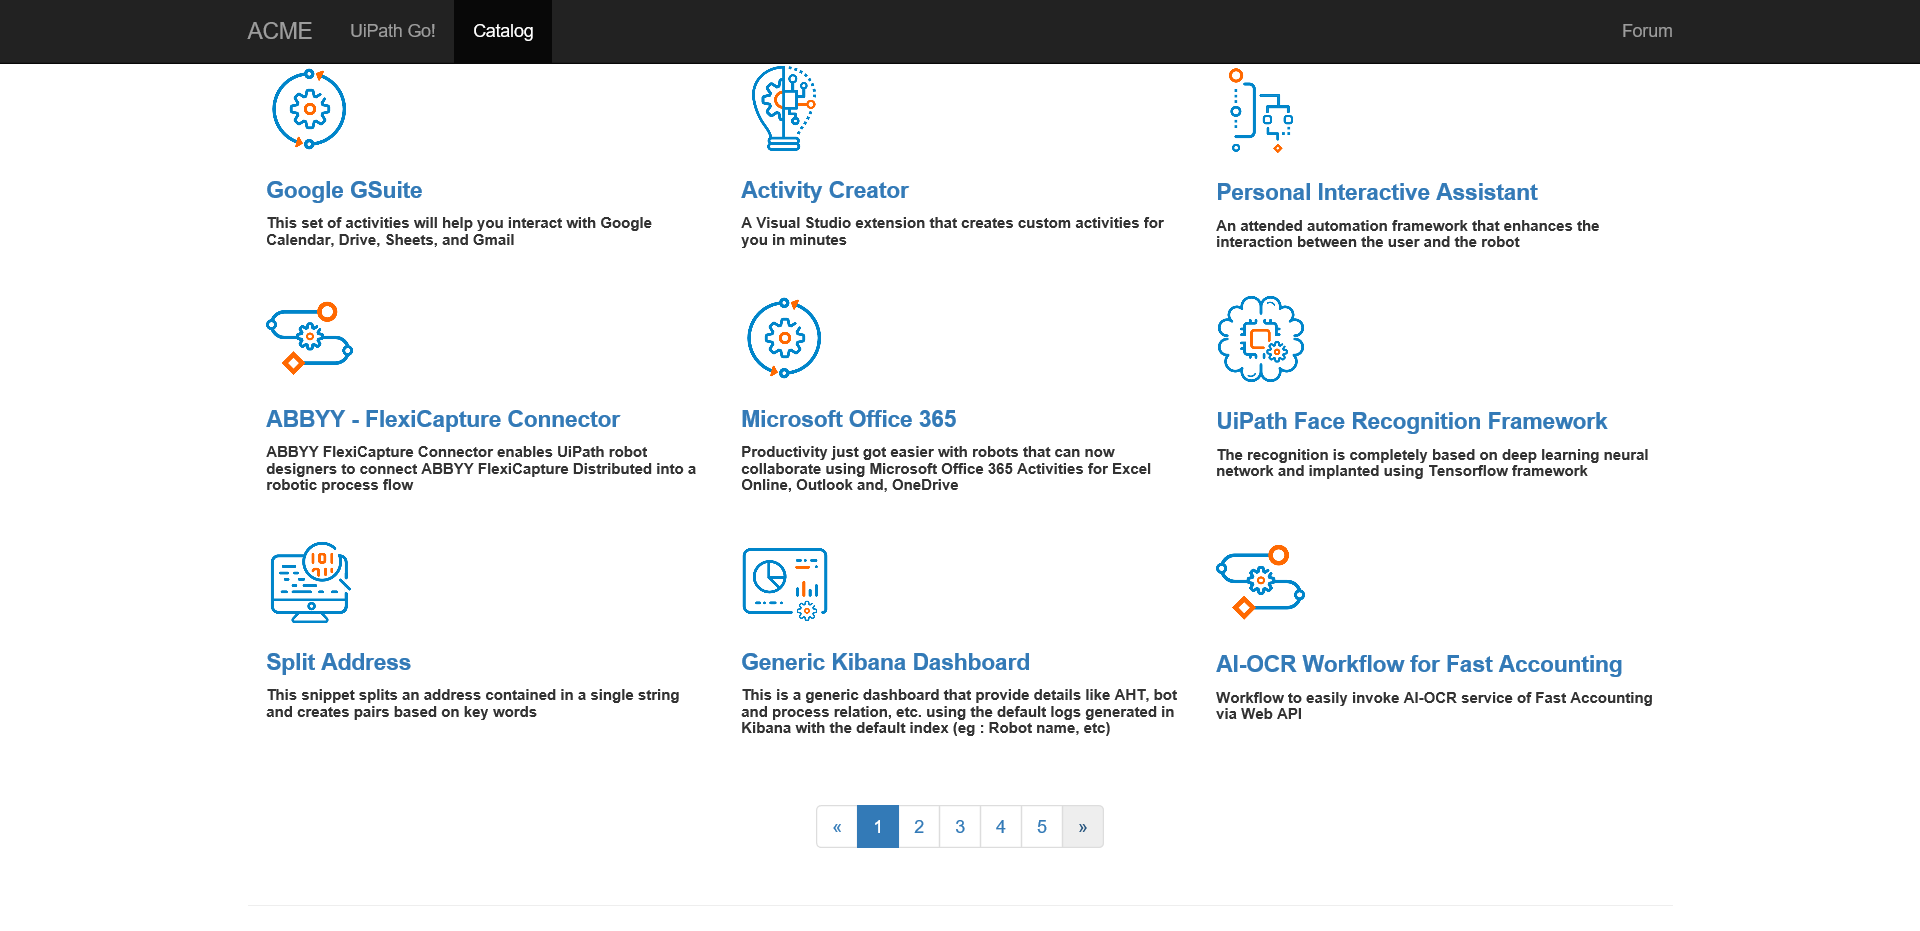 ACME UiPath Go! Catalog Forum
Google GSuite
This set of activities will help you interact with Google
Calendar, Drive, Sheets, and Gmail
Activity Creator
A Visual Studio extension that creates custom activities for
you in minutes
Personal Interactive Assistant
An attended automation framework that enhances the
interaction between the user and the robot
ABBYY - FlexiCapture Connector
ABBYY FlexiCapture Connector enables UiPath robot
designers to connect ABBYY FlexiCapture Distributed into a
robotic process flow
Microsoft Office 365
Productivity just got easier with robots that can now
collaborate using Microsoft Office 365 Activities for Excel
Online, Outlook and, OneDrive
UiPath Face Recognition Framework
The recognition is completely based on deep learning neural
network and implanted using Tensorflow framework
Split Address
This snippet splits an address contained in a single string
and creates pairs based on key words
Generic Kibana Dashboard
This is a generic dashboard that provide details like AHT, bot
and process relation, etc. using the default logs generated in
Kibana with the default index (eg : Robot name, etc)
AI-OCR Workflow for Fast Accounting
Workflow to easily invoke AI-OCR service of Fast Accounting
via Web API
« 1 2 3 4 5 »